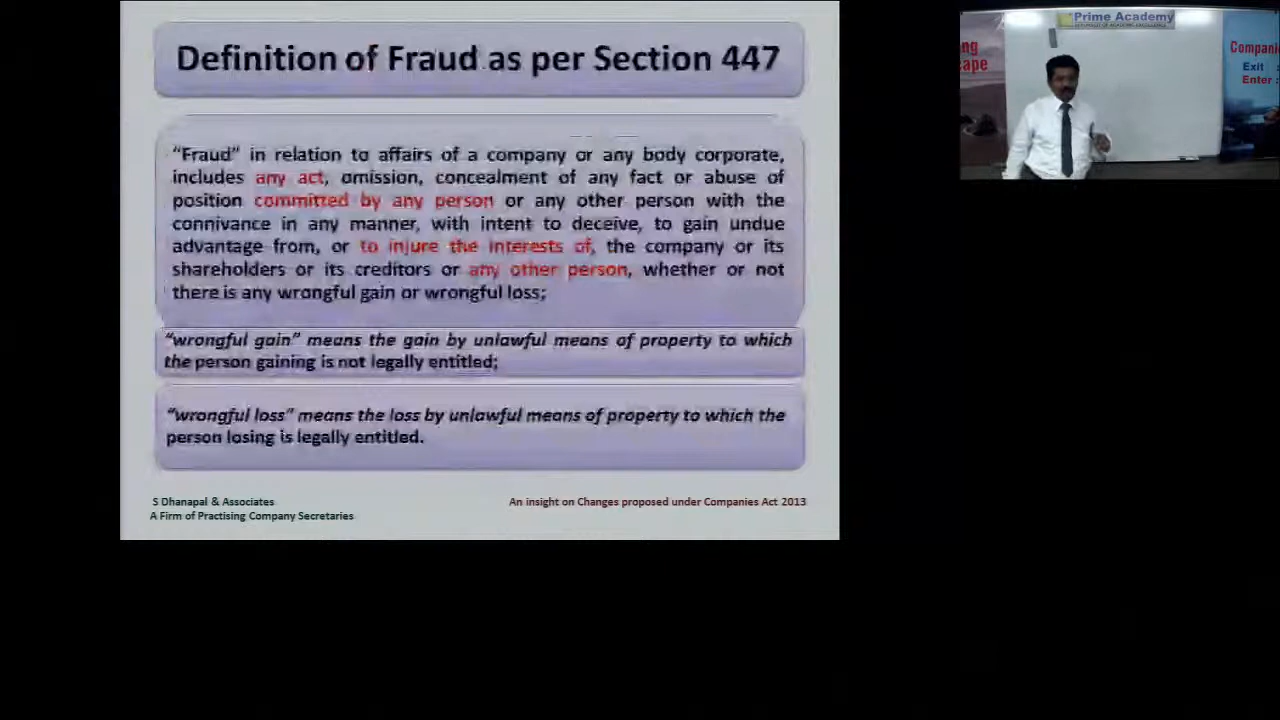 Definition of Fraud as per Section 447
“Fraud” in relation to affairs of a company or any body corporate,
includes any act, omission, concealment of any fact or abuse of
position committed by any person or any other person with the
connivance in any manner, with intent to deceive, to gain undue
advantage from, or to injure the interests of, the company or its
shareholders or its creditors or any other person, whether or not
there is any wrongful gain or wrongful loss;
“wrongful gain” means the gain by unlawful means of property to which
the person gaining is not legally entitled;
“wrongful loss” means the loss by unlawful means of property to which the
person losing is legally entitled.
S Dhanapal & Associates
A Firm of Practising Company Secretaries
An insight on Changes proposed under Companies Act 2013
Prime Academy
ng
cape
Compani
Exit :
Enter :